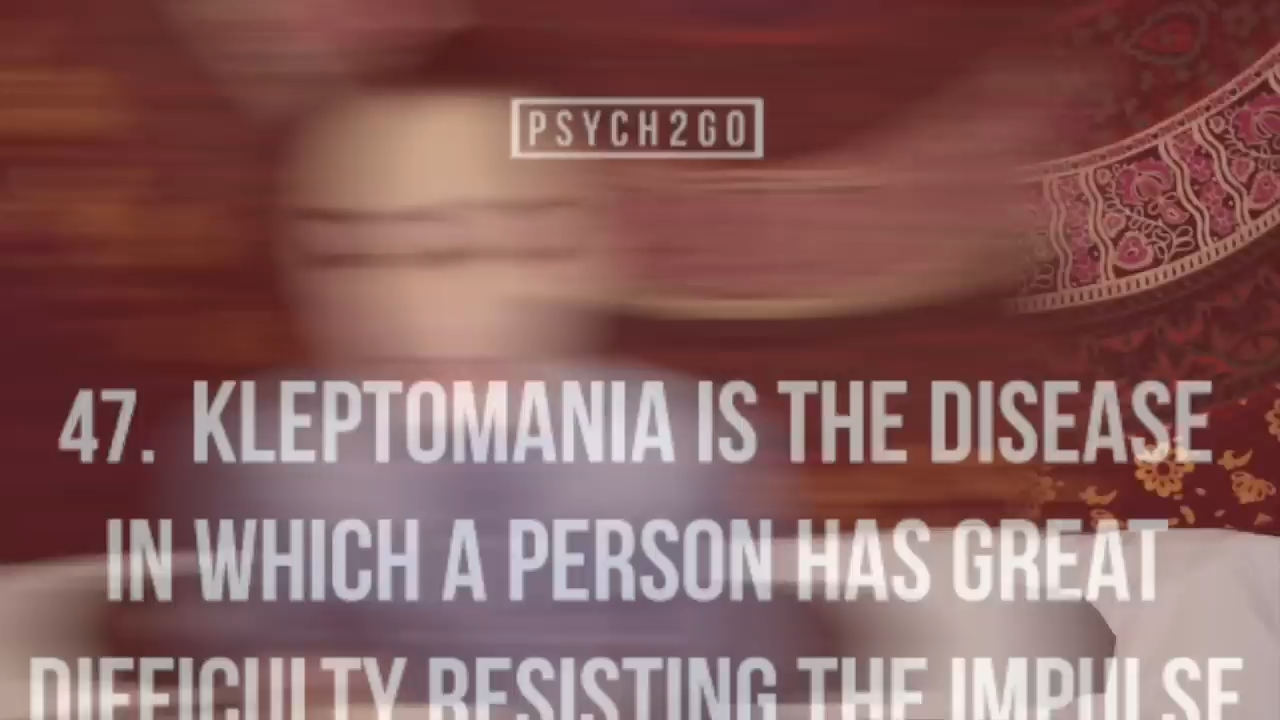 PSYCH2GO
47. KLEPTOMANIA IS THE DISEASE
IN WHICH A PERSON HAS GREAT
DIFFICULTY RESISTING THE IMPULSE